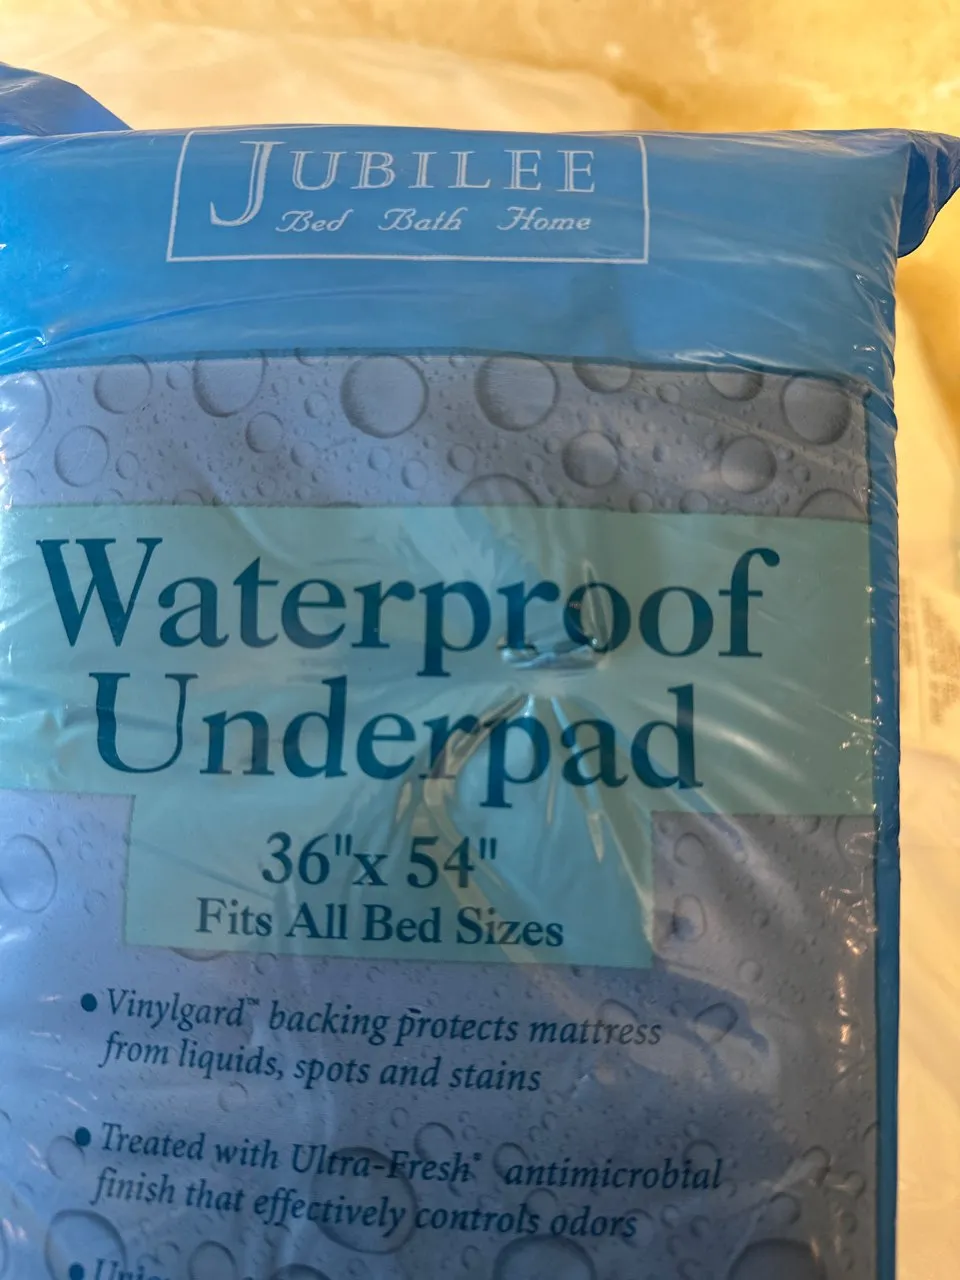 JUBILEE
Bed Bath Home
Waterproof
Underpad
36"x 54"
Fits All Bed Sizes
• Vinylgard™ backing protects mattress
from liquids, spots and stains
• Treated with Ultra-Fresh® antimicrobial
finish that effectively controls odors
•